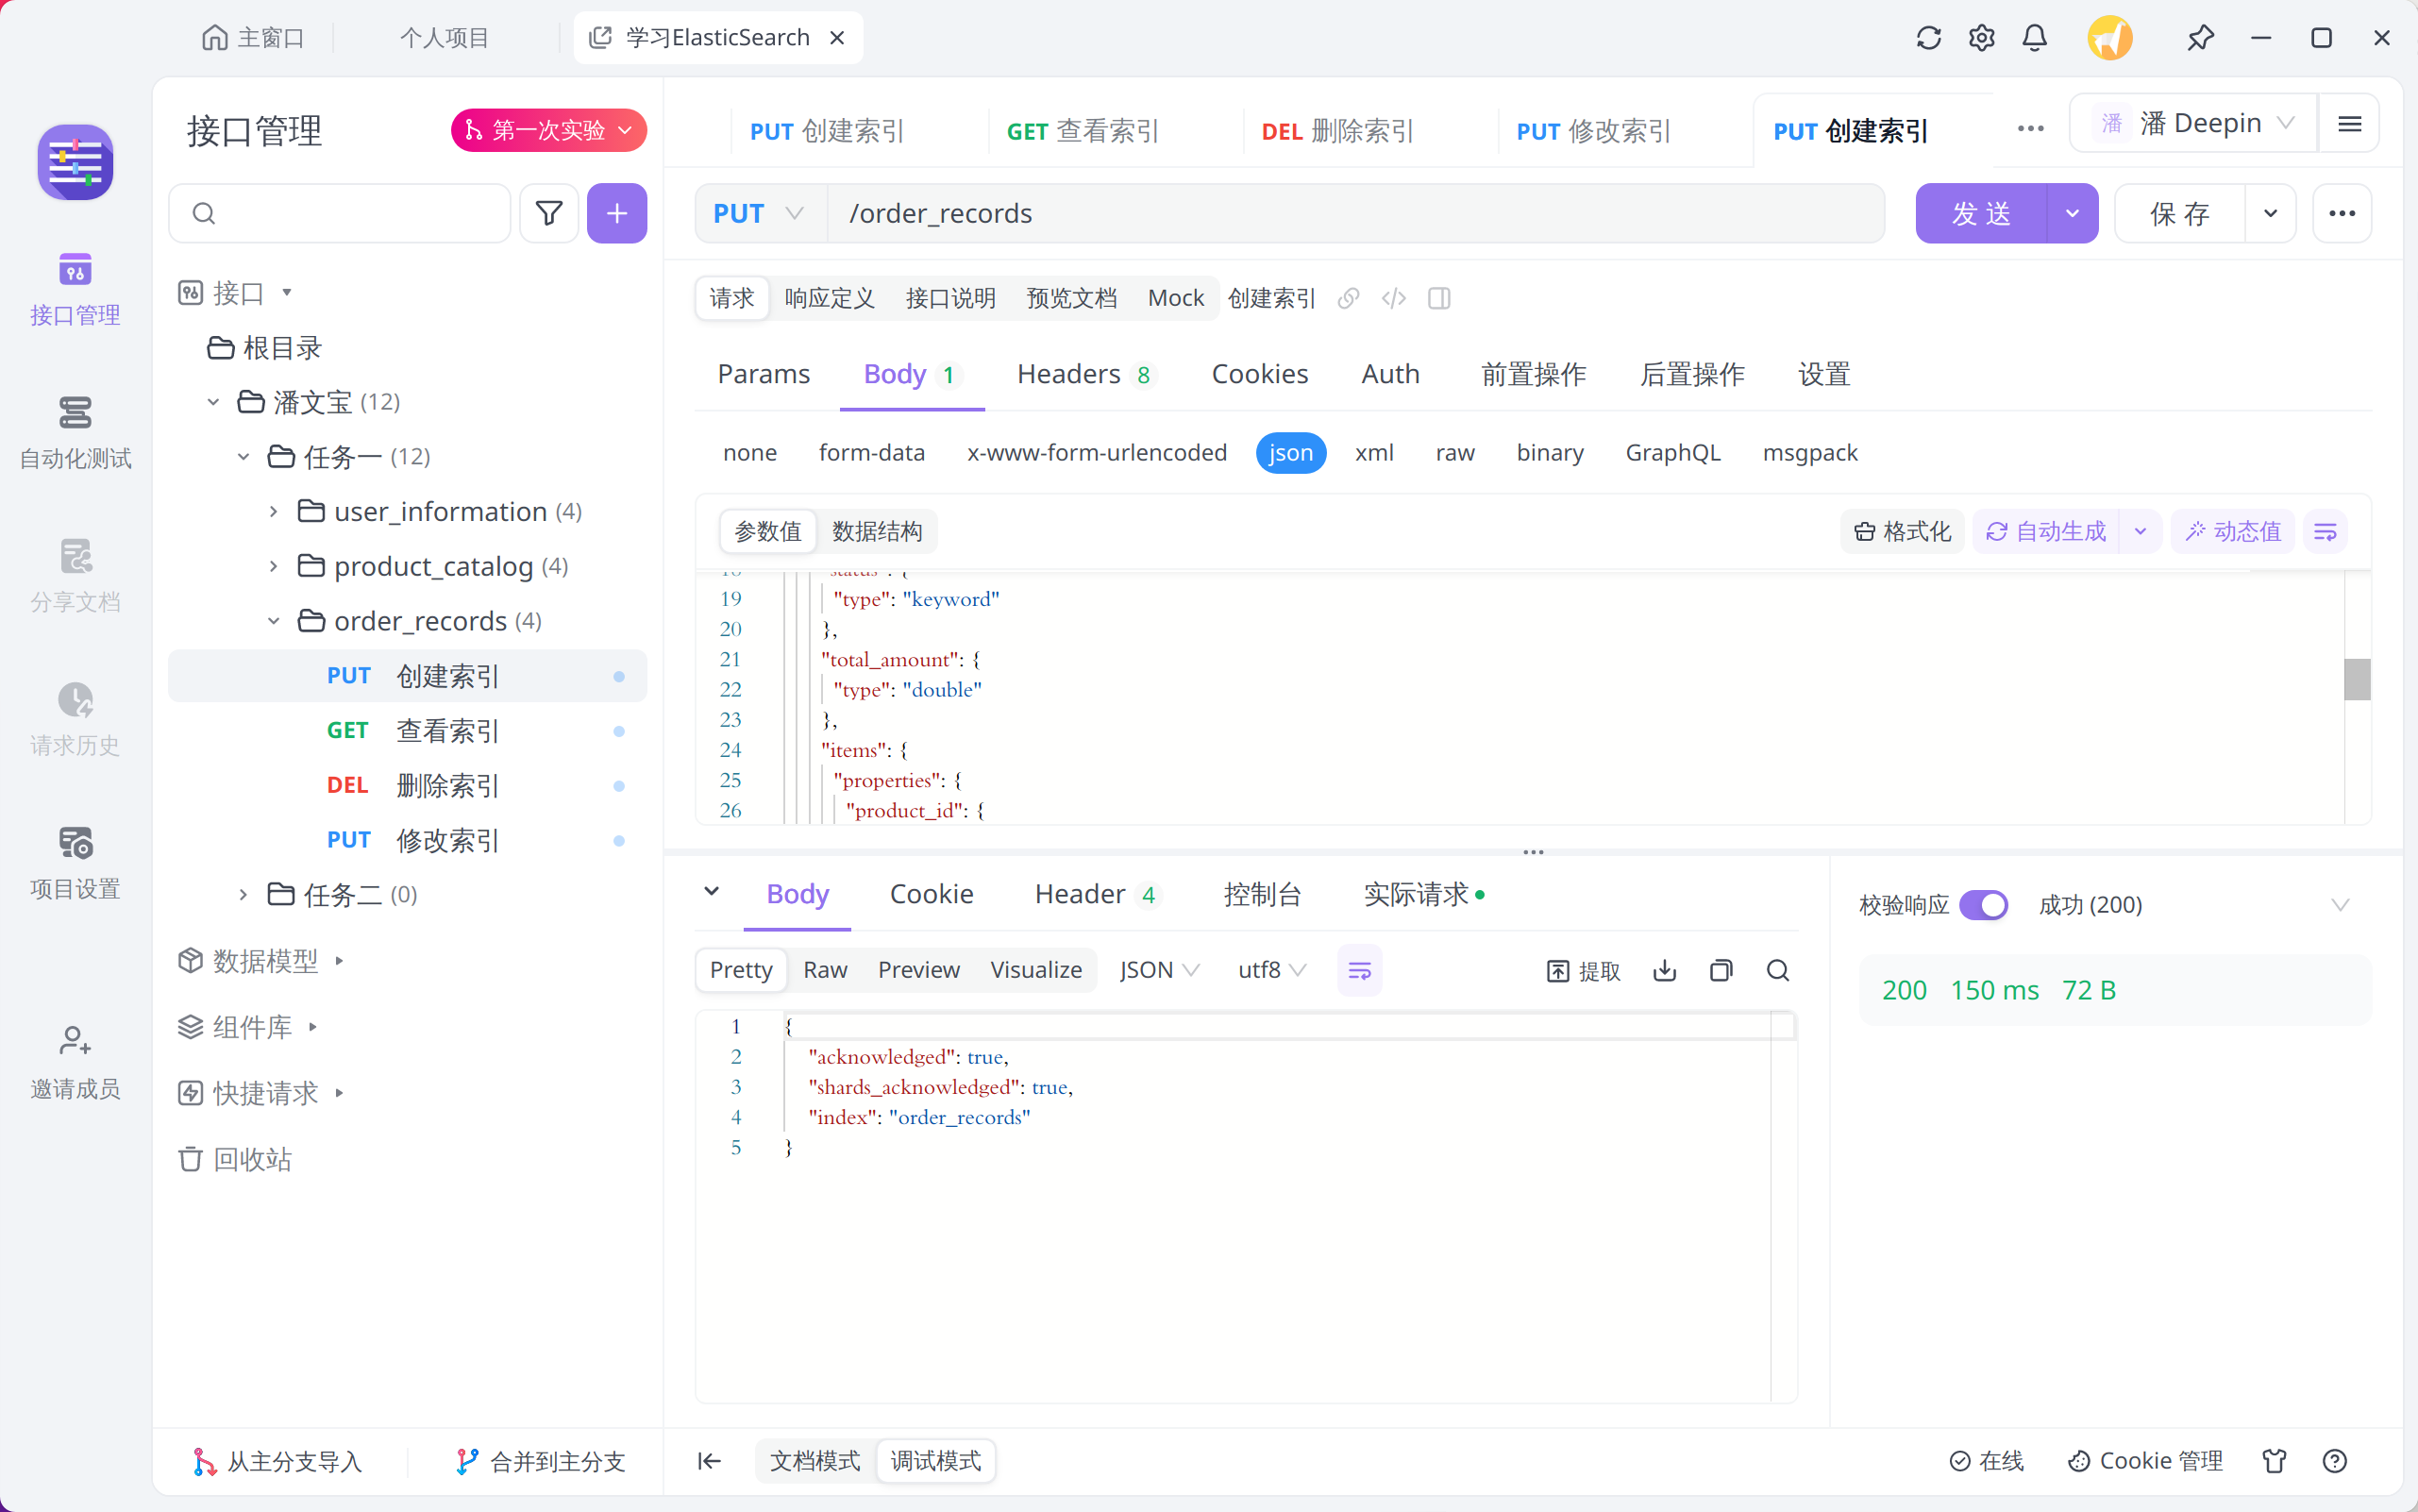 主窗口
个人项目
学习ElasticSearch
接口管理
自动化测试
分享文档
请求历史
项目设置
邀请成员
接口管理
第一次实验
接口
根目录
潘文宝 (12)
任务一 (12)
user_information (4)
product_catalog (4)
order_records (4)
PUT 创建索引
GET 查看索引
DEL 删除索引
PUT 修改索引
任务二 (0)
数据模型
组件库
快捷请求
回收站
从主分支导入
合并到主分支
PUT 创建索引
GET 查看索引
DEL 删除索引
PUT 修改索引
PUT 创建索引
潘 潘 Deepin
PUT /order_records
发 送
保 存
请求 响应定义 接口说明 预览文档 Mock 创建索引
Params Body 1 Headers 8 Cookies Auth 前置操作 后置操作 设置
none form-data x-www-form-urlencoded json xml raw binary GraphQL msgpack
参数值 数据结构
格式化 自动生成 动态值
18 "status": {
19 "type": "keyword"
20 },
21 "total_amount": {
22 "type": "double"
23 },
24 "items": {
25 "properties": {
26 "product_id": {
Body Cookie Header 4 控制台 实际请求
Pretty Raw Preview Visualize JSON utf8
提取
1 {
2 "acknowledged": true,
3 "shards_acknowledged": true,
4 "index": "order_records"
5 }
校验响应 成功 (200)
200 150 ms 72 B
文档模式 调试模式
在线 Cookie 管理